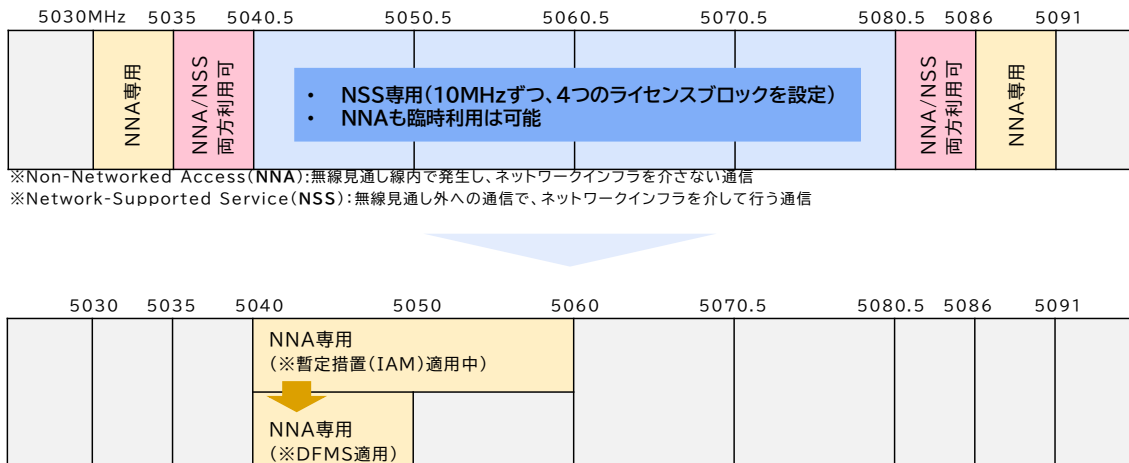 5030MHz 5035 5040.5 5050.5 5060.5 5070.5 5080.5 5086 5091
NNA専用
NNA/NSS
両方利用可
・ NSS専用(10MHzずつ、4つのライセンスブロックを設定)
・ NNAも臨時利用は可能
NNA/NSS
両方利用可
NNA専用
※Non-Networked Access(NNA):無線見通し線内で発生し、ネットワークインフラを介さない通信
※Network-Supported Service(NSS):無線見通し外への通信で、ネットワークインフラを介して行う通信
5030 5035 5040 5050 5060 5070.5 5080.5 5086 5091
NNA専用
(※暫定措置(IAM)適用中)
NNA専用
(※DFMS適用)